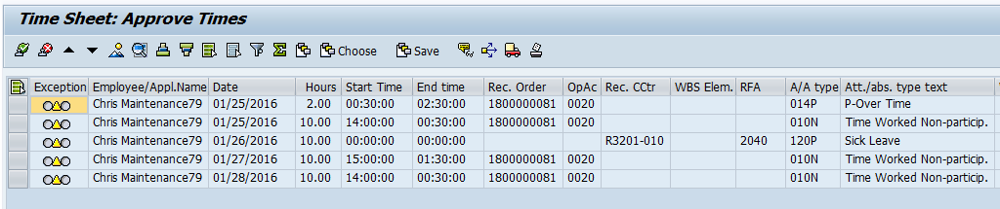 Time Sheet: Approve Times
Choose Save
Exception Employee/Appl.Name Date Hours Start Time End time Rec. Order OpAc Rec. CCtr WBS Elem. RFA A/A type Att./abs. type text
Chris Maintenance79 01/25/2016 2.00 00:30:00 02:30:00 1800000081 0020 014P P-Over Time
Chris Maintenance79 01/25/2016 10.00 14:00:00 00:30:00 1800000081 0020 010N Time Worked Non-particip.
Chris Maintenance79 01/26/2016 10.00 00:00:00 00:00:00 R3201-010 2040 120P Sick Leave
Chris Maintenance79 01/27/2016 10.00 15:00:00 01:30:00 1800000081 0020 010N Time Worked Non-particip.
Chris Maintenance79 01/28/2016 10.00 14:00:00 00:30:00 1800000081 0020 010N Time Worked Non-particip.